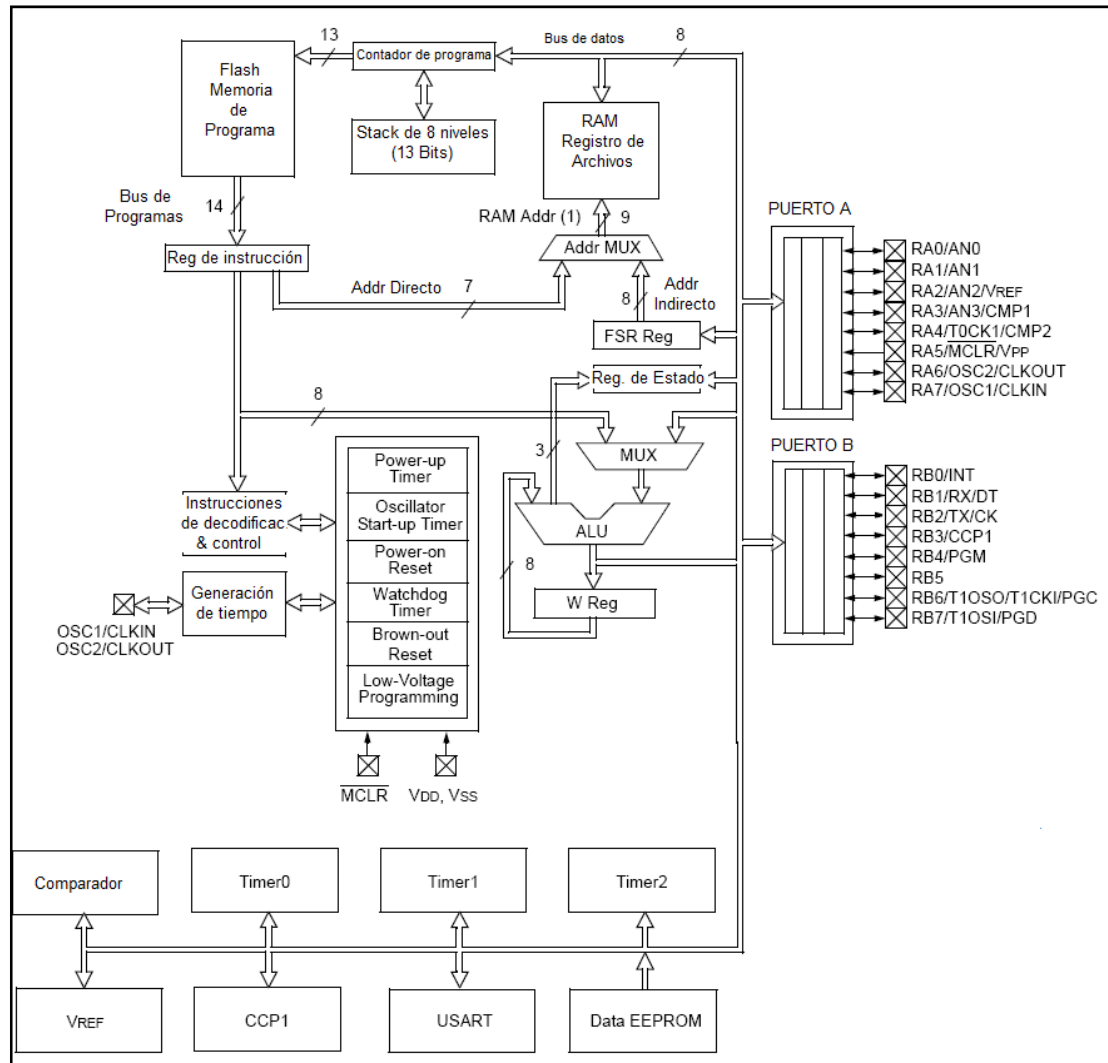 13
Contador de programa
Bus de datos
8
Flash
Memoria
de
Programa
Stack de 8 niveles
(13 Bits)
RAM
Registro de
Archivos
Bus de
Programas
14
RAM Addr (1)
9
Addr MUX
Reg de instrucción
Addr Directo
7
8
Addr
Indirecto
FSR Reg
Reg. de Estado
8
3
MUX
ALU
8
W Reg
Power-up
Timer
Oscillator
Start-up Timer
Power-on
Reset
Watchdog
Timer
Brown-out
Reset
Low-Voltage
Programming
Instrucciones
de decodificac
& control
Generación
de tiempo
OSC1/CLKIN
OSC2/CLKOUT
MCLR
VDD, VSS
PUERTO A
RA0/AN0
RA1/AN1
RA2/AN2/VREF
RA3/AN3/CMP1
RA4/T0CK1/CMP2
RA5/MCLR/VPP
RA6/OSC2/CLKOUT
RA7/OSC1/CLKIN
PUERTO B
RB0/INT
RB1/RX/DT
RB2/TX/CK
RB3/CCP1
RB4/PGM
RB5
RB6/T1OSO/T1CKI/PGC
RB7/T1OSI/PGD
Comparador
Timer0
Timer1
Timer2
VREF
CCP1
USART
Data EEPROM